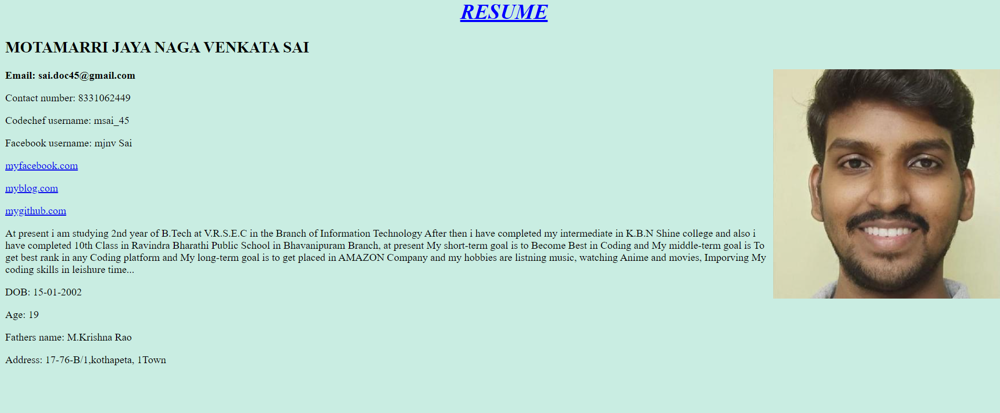 RESUME
MOTAMARRI JAYA NAGA VENKATA SAI
Email: sai.doc45@gmail.com
Contact number: 8331062449
Codechef username: msai_45
Facebook username: mjnv Sai
myfacebook.com
myblog.com
mygithub.com
At present i am studying 2nd year of B.Tech at V.R.S.E.C in the Branch of Information Technology After then i have completed my intermediate in K.B.N Shine college and also i
have completed 10th Class in Ravindra Bharathi Public School in Bhavanipuram Branch, at present My short-term goal is to Become Best in Coding and My middle-term goal is To
get best rank in any Coding platform and My long-term goal is to get placed in AMAZON Company and my hobbies are listning music, watching Anime and movies, Imporving My
coding skills in leishure time...
DOB: 15-01-2002
Age: 19
Fathers name: M.Krishna Rao
Address: 17-76-B/1,kothapeta, 1Town